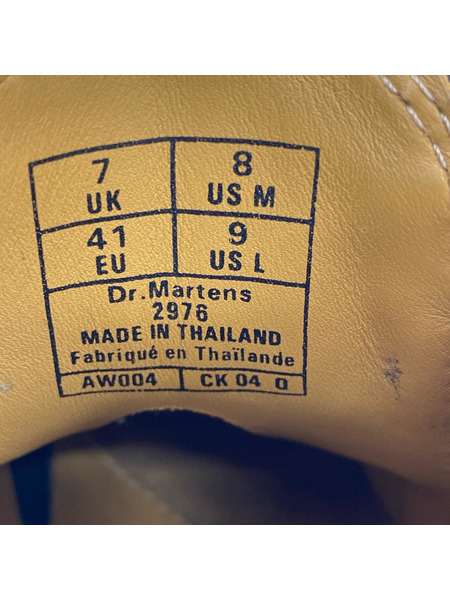 7 8
UK US M
41 9
EU US L
Dr.Martens
2976
MADE IN THAILAND
Fabriqué en Thaïlande
AW004 CK 04 Q